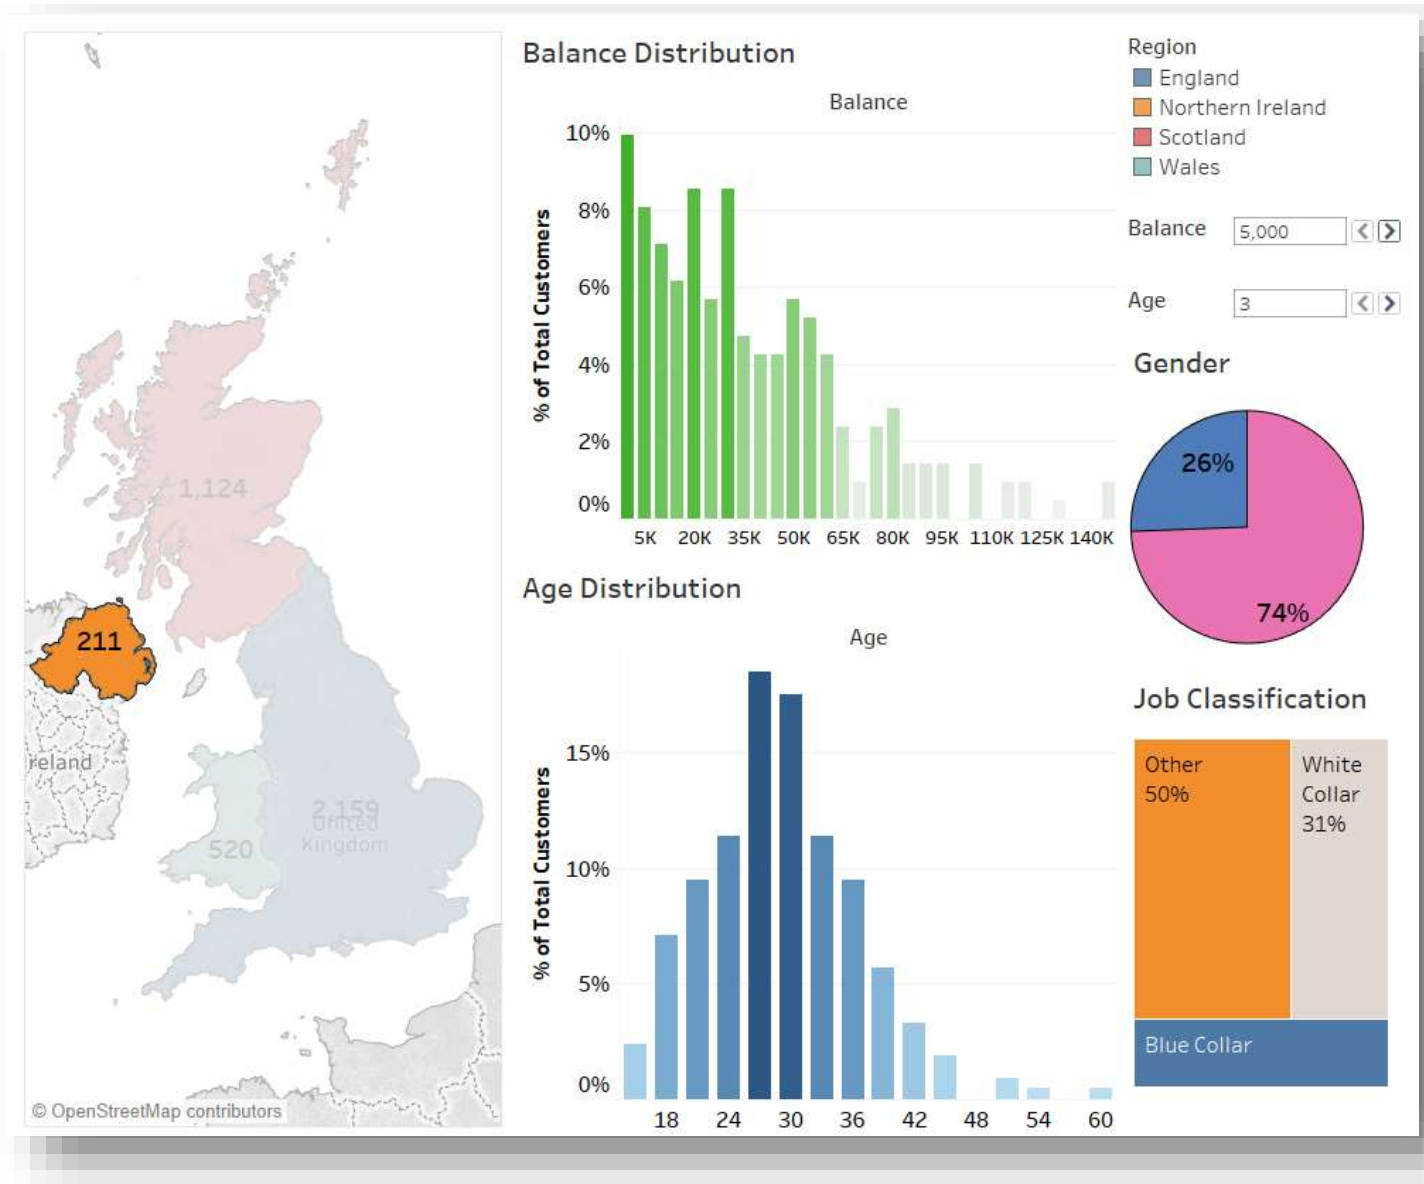 1,124
211
reland
2,159
United
Kingdom
520
© OpenStreetMap contributors
Balance Distribution
Balance
% of Total Customers
10%
8%
6%
4%
2%
0%
5K 20K 35K 50K 65K 80K 95K 110K 125K 140K
Age Distribution
Age
% of Total Customers
15%
10%
5%
0%
18 24 30 36 42 48 54 60
Region
England
Northern Ireland
Scotland
Wales
Balance 5,000
Age 3
Gender
26%
74%
Job Classification
Other
50%
White
Collar
31%
Blue Collar